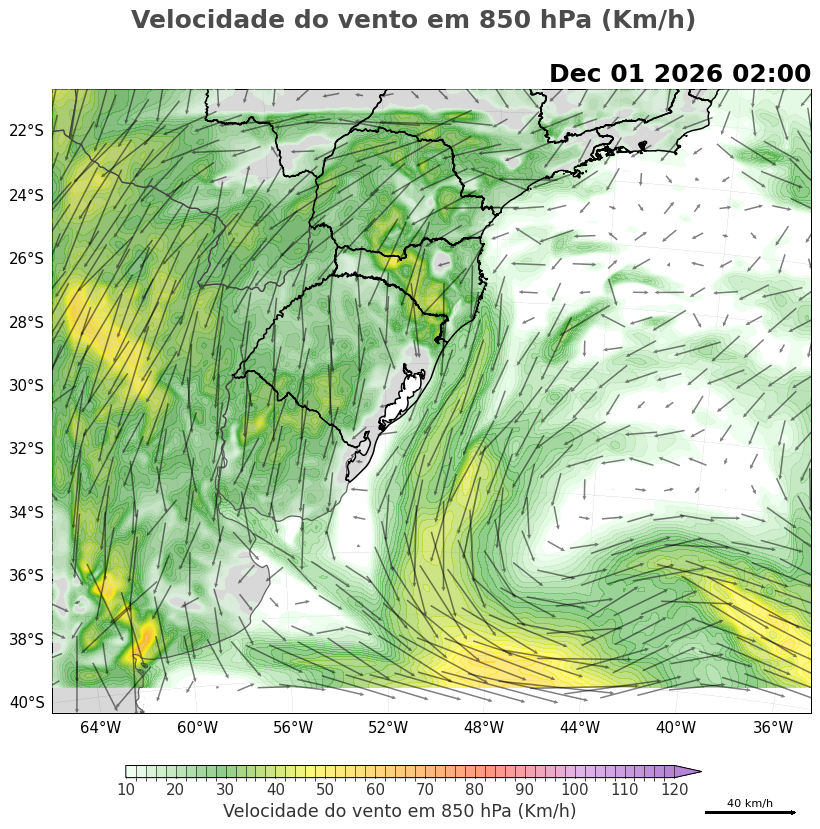 Velocidade do vento em 850 hPa (Km/h)
Dec 01 2026 02:00
22°S
24°S
26°S
28°S
30°S
32°S
34°S
36°S
38°S
40°S
64°W 60°W 56°W 52°W 48°W 44°W 40°W 36°W
10 20 30 40 50 60 70 80 90 100 110 120
Velocidade do vento em 850 hPa (Km/h)
40 km/h